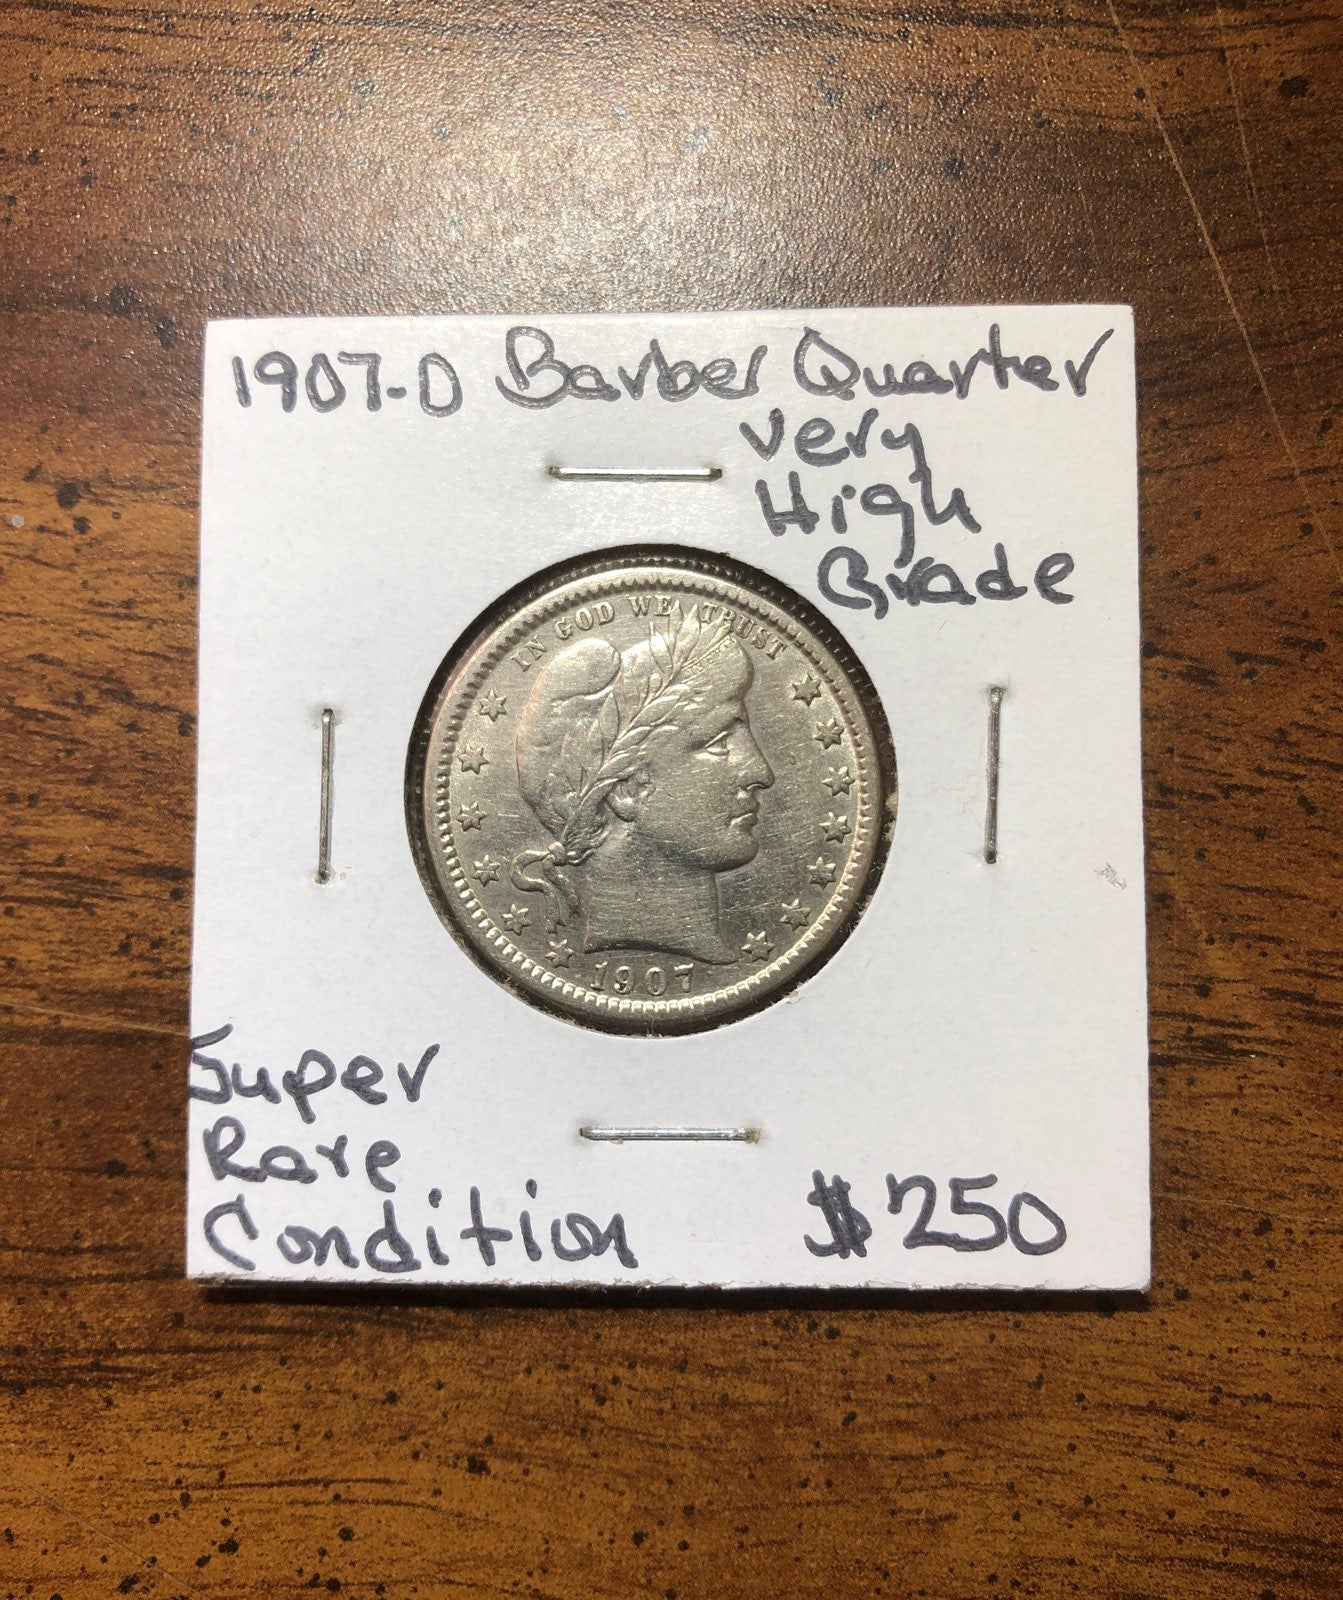 1907-D Barber Quarter
Very
High
Grade
IN GOD WE TRUST
1907
Super
Rare
Condition
$250